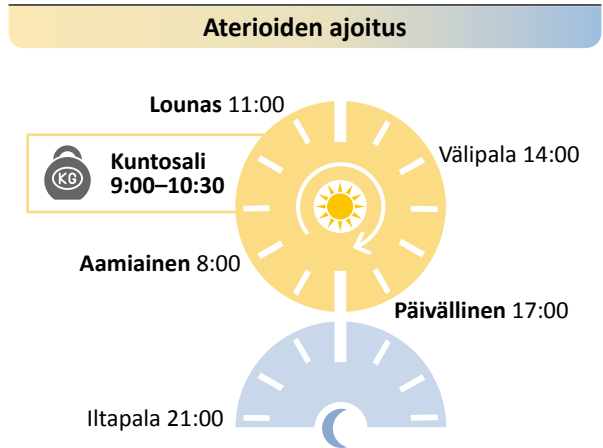 Aterioiden ajoitus
Lounas 11:00
KG
Kuntosali
9:00–10:30
Välipala 14:00
Aamiainen 8:00
Päivällinen 17:00
Iltapala 21:00